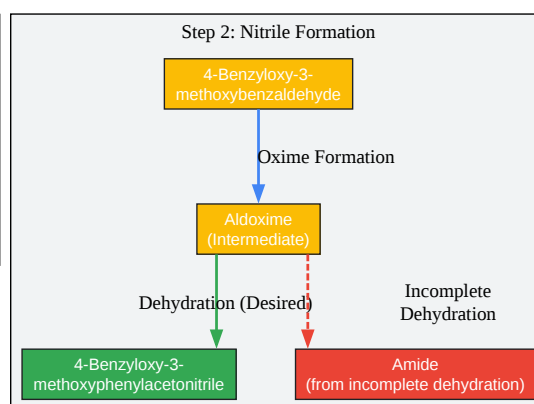 Step 2: Nitrile Formation
4-Benzyloxy-3-
methoxybenzaldehyde
Oxime Formation
Aldoxime
(Intermediate)
Dehydration (Desired)
Incomplete
Dehydration
4-Benzyloxy-3-
methoxyphenylacetonitrile
Amide
(from incomplete dehydration)